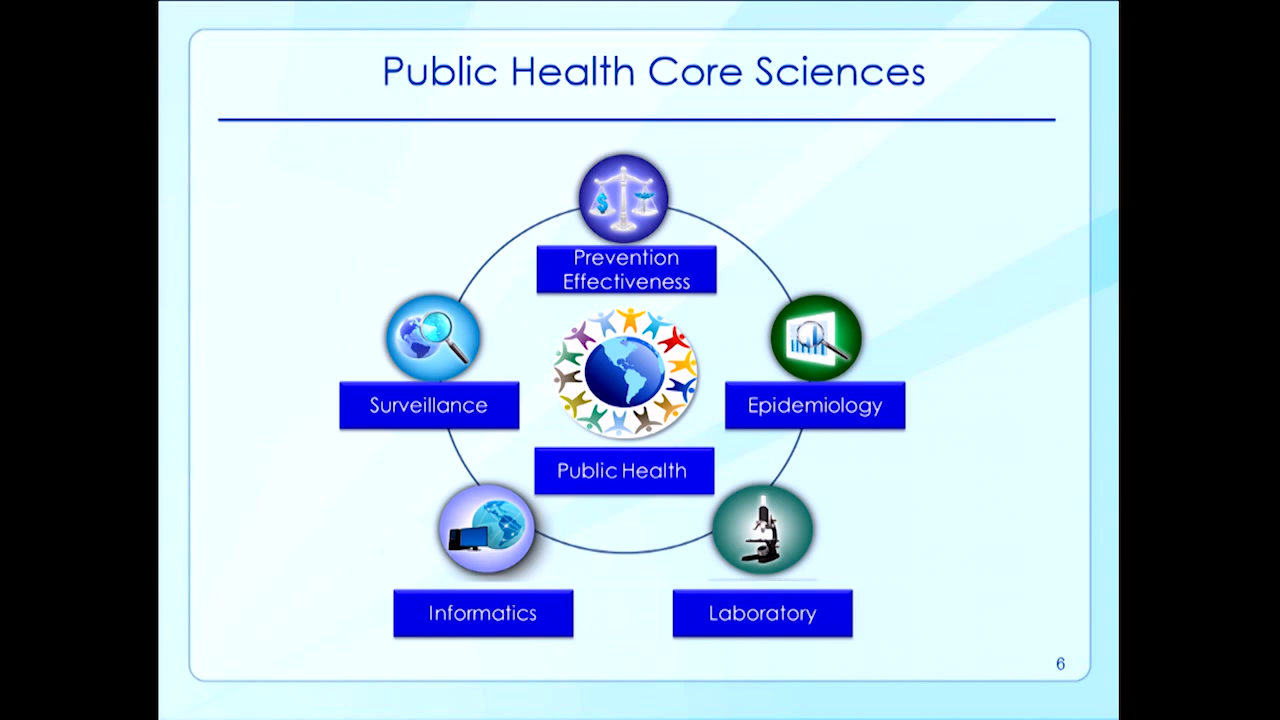 Public Health Core Sciences
$
Prevention
Effectiveness
Surveillance
Epidemiology
Public Health
Informatics
Laboratory
6